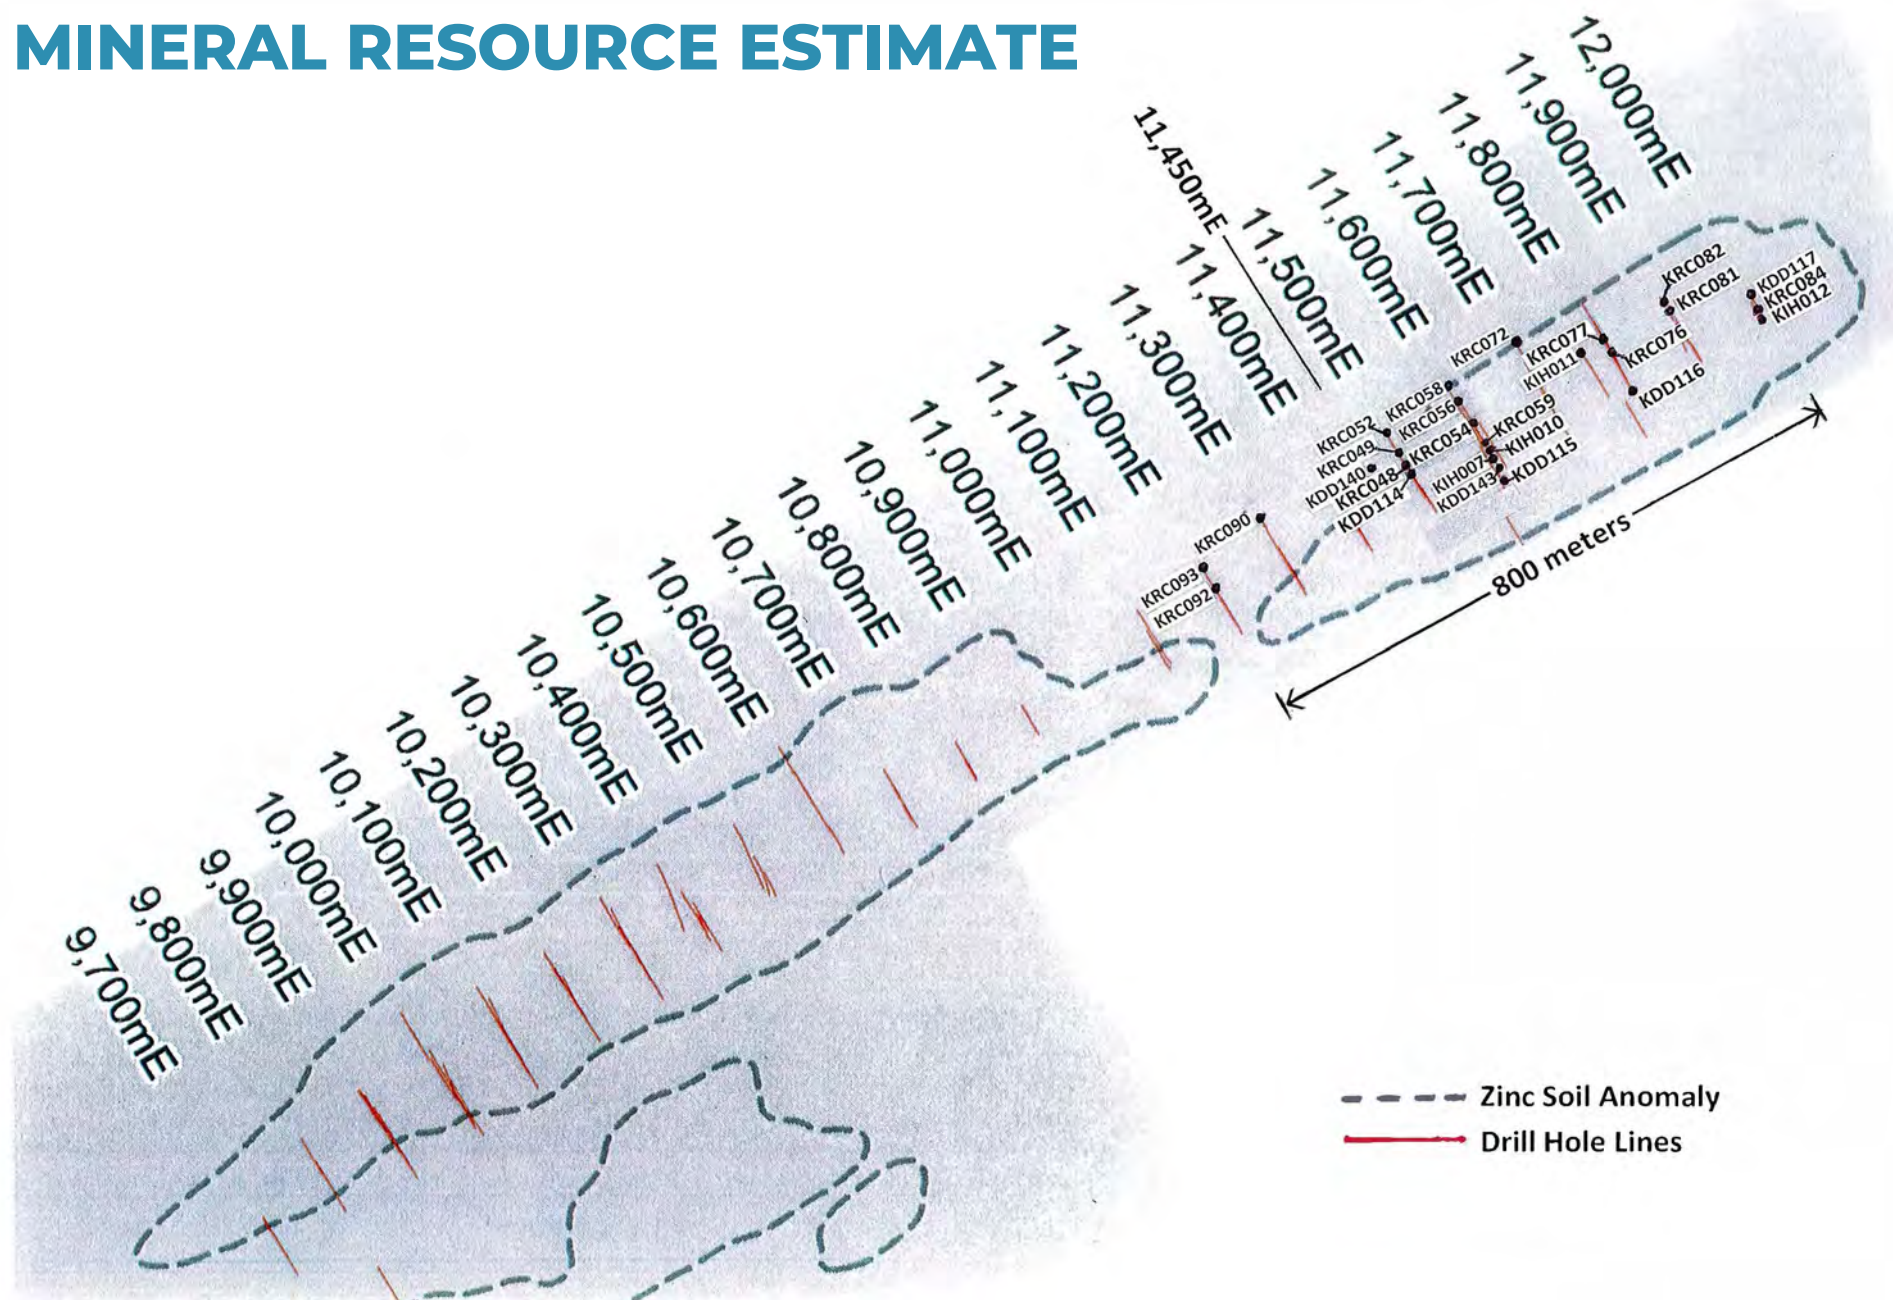 MINERAL RESOURCE ESTIMATE
12,000mE
11,900mE
11,800mE
11,700mE
11,600mE
11,500mE
11,450mE
11,400mE
11,300mE
11,200mE
11,100mE
11,000mE
10,900mE
10,800mE
10,700mE
10,600mE
10,500mE
10,400mE
10,300mE
10,200mE
10,100mE
10,000mE
9,900mE
9,800mE
9,700mE
KRC082
KRC081
KDD117
KRC084
KIH012
KRC072
KRC077
KIH011
KRC076
KDD116
KRC058
KRC056
KRC052
KRC049
KDD140
KRC048
KDD114
KRC054
KRC059
KIH010
KIH007
KDD143
KDD115
KRC090
KRC093
KRC092
800 meters
Zinc Soil Anomaly
Drill Hole Lines